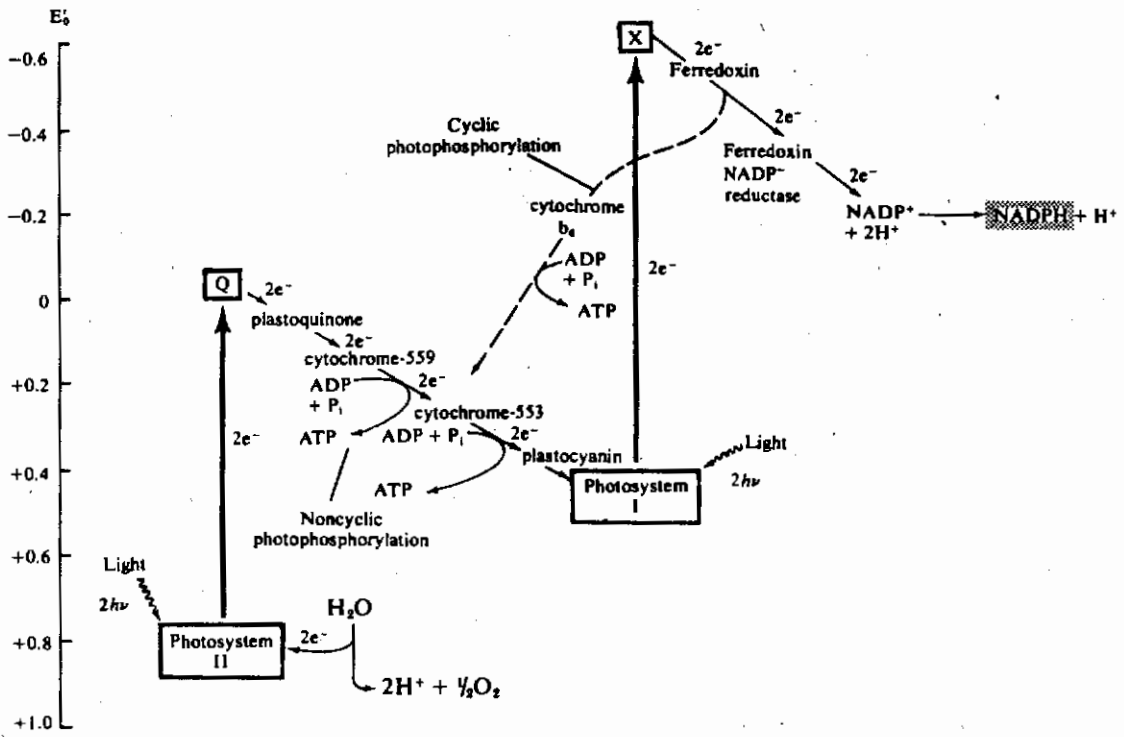 E′₀
−0.6
−0.4
−0.2
0
+0.2
+0.4
+0.6
+0.8
+1.0
X
2e⁻
Ferredoxin
2e⁻
Ferredoxin
NADP⁻
reductase
2e⁻
NADP⁺
+ 2H⁺
NADPH + H⁺
Cyclic
photophosphorylation
cytochrome
b₆
ADP
+ Pᵢ
ATP
2e⁻
Q
2e⁻
plastoquinone
2e⁻
cytochrome-559
ADP
+ Pᵢ
2e⁻
ATP
cytochrome-553
ADP + Pᵢ
2e⁻
ATP
plastocyanin
Noncyclic
photophosphorylation
2e⁻
Light
2hν
Photosystem
I
Light
2hν
Photosystem
II
2e⁻
H₂O
2H⁺ + ½O₂